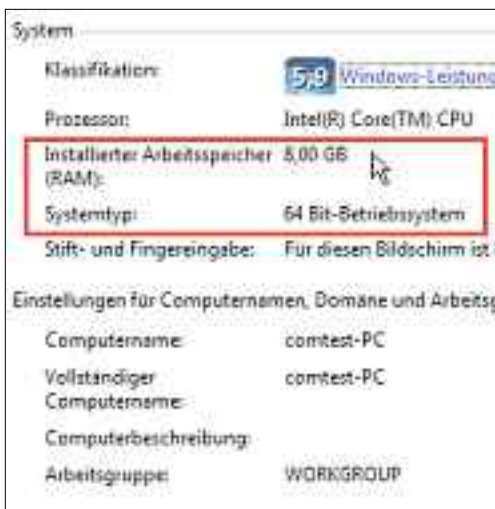 System
Klassifikation:
5,9 Windows-Leistung
Prozessor: Intel(R) Core(TM) CPU
Installierter Arbeitsspeicher 8,00 GB
(RAM):
Systemtyp: 64 Bit-Betriebssystem
Stift- und Fingereingabe: Für diesen Bildschirm ist
Einstellungen für Computernamen, Domäne und Arbeitsg
Computername: comtest-PC
Vollständiger comtest-PC
Computername:
Computerbeschreibung:
Arbeitsgruppe: WORKGROUP